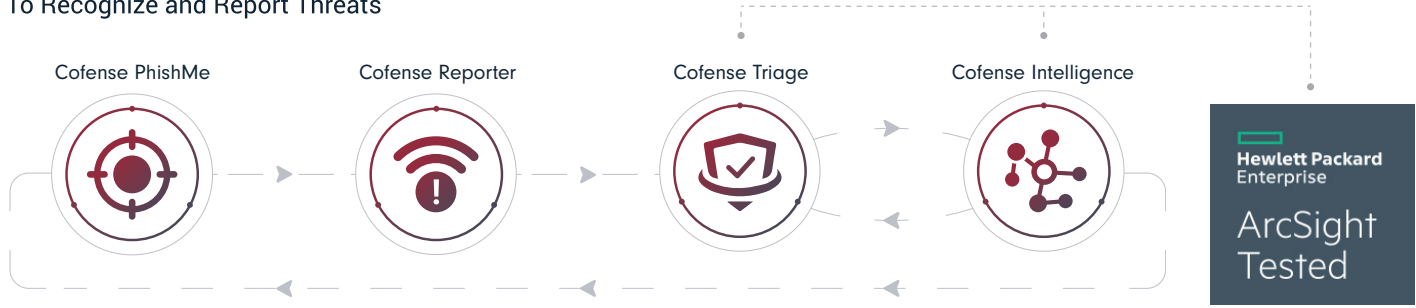 To Recognize and Report Threats
Cofense PhishMe
Cofense Reporter
Cofense Triage
Cofense Intelligence
Hewlett Packard
Enterprise
ArcSight
Tested